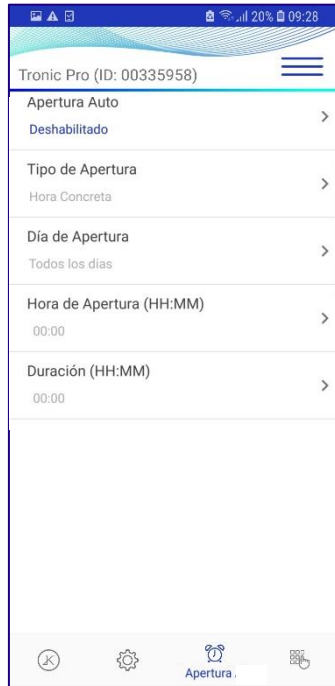 20% 09:28
Tronic Pro (ID: 00335958)
Apertura Auto
Deshabilitado
Tipo de Apertura
Hora Concreta
Día de Apertura
Todos los dias
Hora de Apertura (HH:MM)
00:00
Duración (HH:MM)
00:00
Apertura